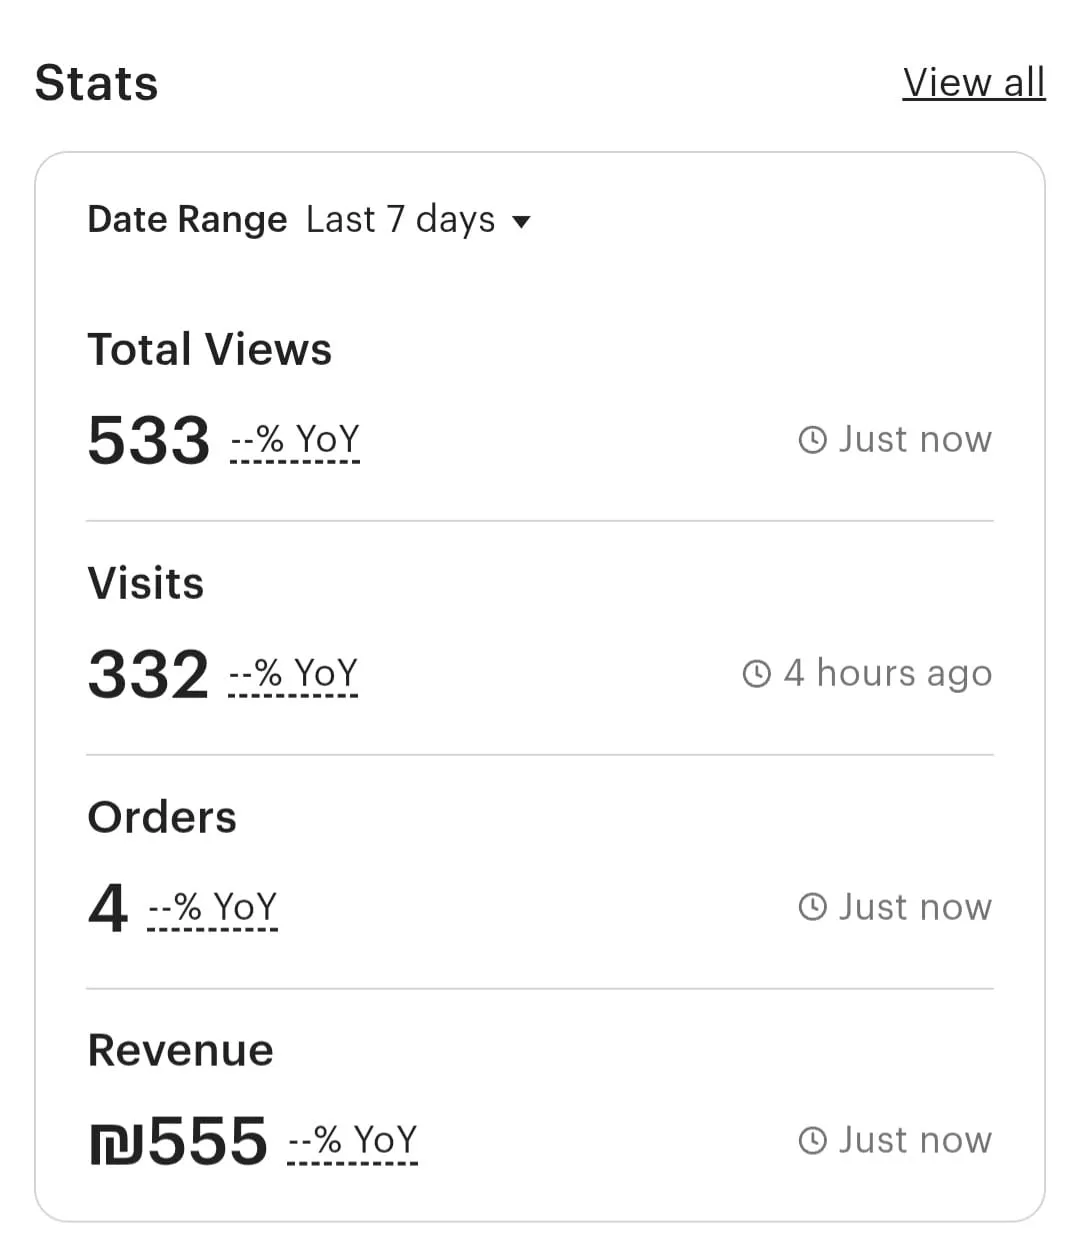 Stats
View all
Date Range Last 7 days
Total Views
533 --% YoY
Just now
Visits
332 --% YoY
4 hours ago
Orders
4 --% YoY
Just now
Revenue
₪555 --% YoY
Just now